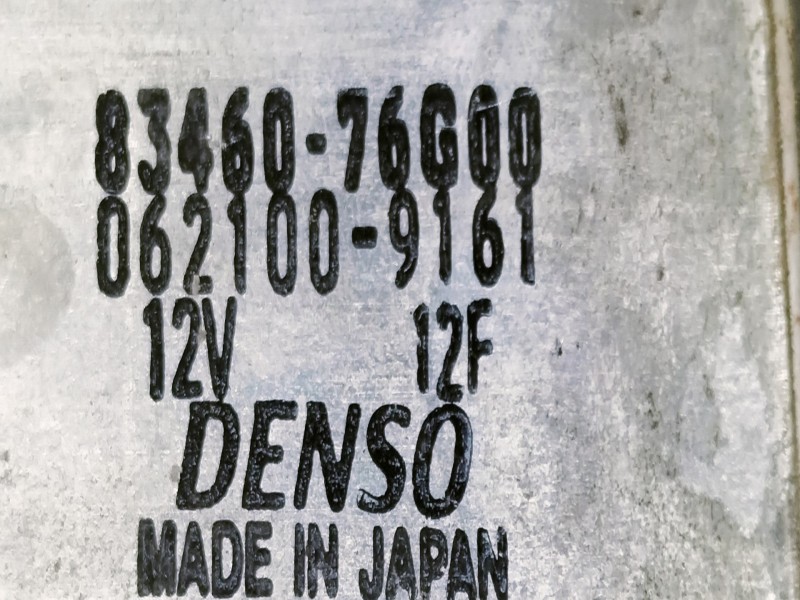 83460-76G00
062100-9161
12V 12F
DENSO
MADE IN JAPAN